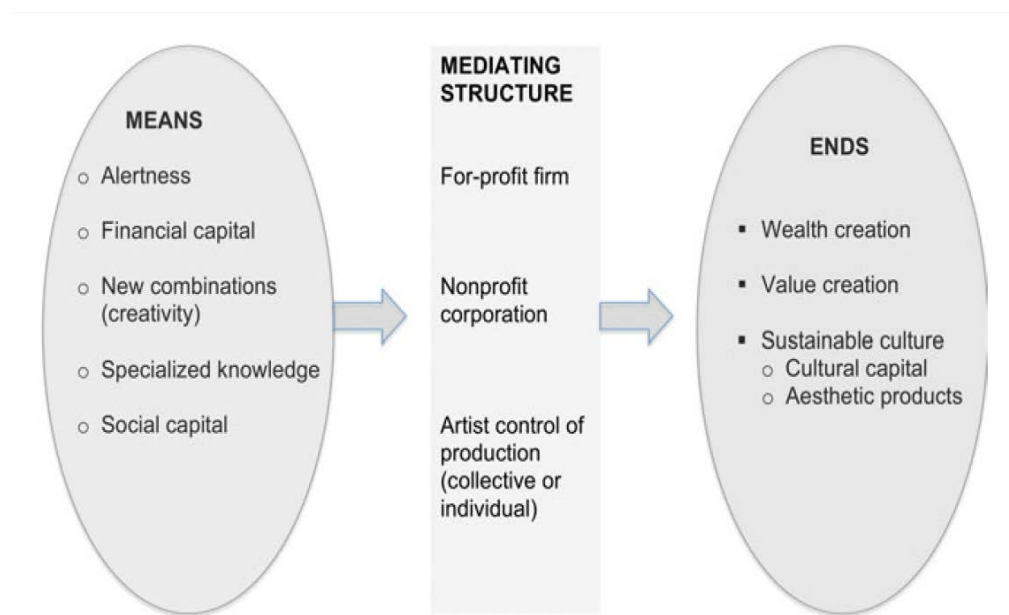 MEANS
○ Alertness
○ Financial capital
○ New combinations
(creativity)
○ Specialized knowledge
○ Social capital
MEDIATING
STRUCTURE
For-profit firm
Nonprofit
corporation
Artist control of
production
(collective or
individual)
ENDS
▪ Wealth creation
▪ Value creation
▪ Sustainable culture
○ Cultural capital
○ Aesthetic products